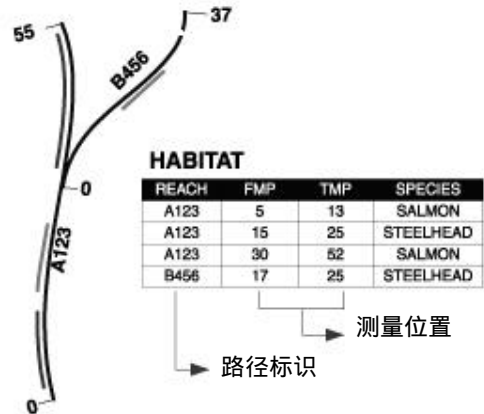 55
37
B456
0
A123
0
HABITAT
REACH FMP TMP SPECIES
A123 5 13 SALMON
A123 15 25 STEELHEAD
A123 30 52 SALMON
B456 17 25 STEELHEAD
测量位置
路径标识